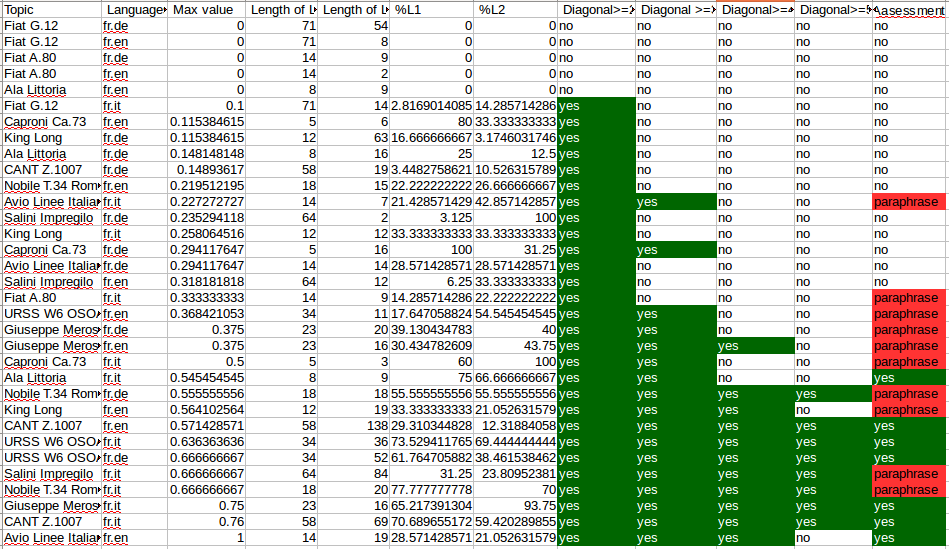 Topic Language Max value Length of L Length of L %L1 %L2 Diagonal>= Diagonal >= Diagonal>= Diagonal>= Asessment
Fiat G.12 fr.de 0 71 54 0 0 no no no no no
Fiat G.12 fr.en 0 71 8 0 0 no no no no no
Fiat A.80 fr.de 0 14 9 0 0 no no no no no
Fiat A.80 fr.en 0 14 2 0 0 no no no no no
Ala Littoria fr.en 0 8 9 0 0 no no no no no
Fiat G.12 fr.it 0.1 71 14 2.8169014085 14.285714286 yes no no no no
Caproni Ca.73 fr.en 0.115384615 5 6 80 33.333333333 yes no no no no
King Long fr.de 0.115384615 12 63 16.666666667 3.1746031746 yes no no no no
Ala Littoria fr.de 0.148148148 8 16 25 12.5 yes no no no no
CANT Z.1007 fr.de 0.14893617 58 19 3.4482758621 10.526315789 yes no no no no
Nobile T.34 Rom fr.en 0.219512195 18 15 22.222222222 26.666666667 yes no no no no
Avio Linee Italia fr.it 0.227272727 14 7 21.428571429 42.857142857 yes yes no no paraphrase
Salini Impregilo fr.de 0.235294118 64 2 3.125 100 yes no no no no
King Long fr.it 0.258064516 12 12 33.333333333 33.333333333 yes no no no no
Caproni Ca.73 fr.de 0.294117647 5 16 100 31.25 yes yes no no no
Avio Linee Italia fr.de 0.294117647 14 14 28.571428571 28.571428571 yes no no no no
Salini Impregilo fr.en 0.318181818 64 12 6.25 33.333333333 yes no no no no
Fiat A.80 fr.it 0.333333333 14 9 14.285714286 22.222222222 yes no no no paraphrase
URSS W6 OSO fr.en 0.368421053 34 11 17.647058824 54.545454545 yes yes no no paraphrase
Giuseppe Meros fr.de 0.375 23 20 39.130434783 40 yes yes no no paraphrase
Giuseppe Meros fr.en 0.375 23 16 30.434782609 43.75 yes yes yes no paraphrase
Caproni Ca.73 fr.it 0.5 5 3 60 100 yes yes no no paraphrase
Ala Littoria fr.it 0.545454545 8 9 75 66.666666667 yes yes no no yes
Nobile T.34 Rom fr.de 0.555555556 18 18 55.555555556 55.555555556 yes yes yes yes paraphrase
King Long fr.en 0.564102564 12 19 33.333333333 21.052631579 yes yes yes no paraphrase
CANT Z.1007 fr.en 0.571428571 58 138 29.310344828 12.31884058 yes yes yes yes yes
URSS W6 OSO fr.it 0.636363636 34 36 73.529411765 69.444444444 yes yes yes yes yes
URSS W6 OSO fr.de 0.666666667 34 52 61.764705882 38.461538462 yes yes yes yes yes
Salini Impregilo fr.it 0.666666667 64 84 31.25 23.80952381 yes yes yes yes paraphrase
Nobile T.34 Rom fr.it 0.666666667 18 20 77.777777778 70 yes yes yes yes paraphrase
Giuseppe Meros fr.it 0.75 23 16 65.217391304 93.75 yes yes yes yes yes
CANT Z.1007 fr.it 0.76 58 69 70.689655172 59.420289855 yes yes yes yes yes
Avio Linee Italia fr.en 1 14 19 28.571428571 21.052631579 yes yes yes no yes